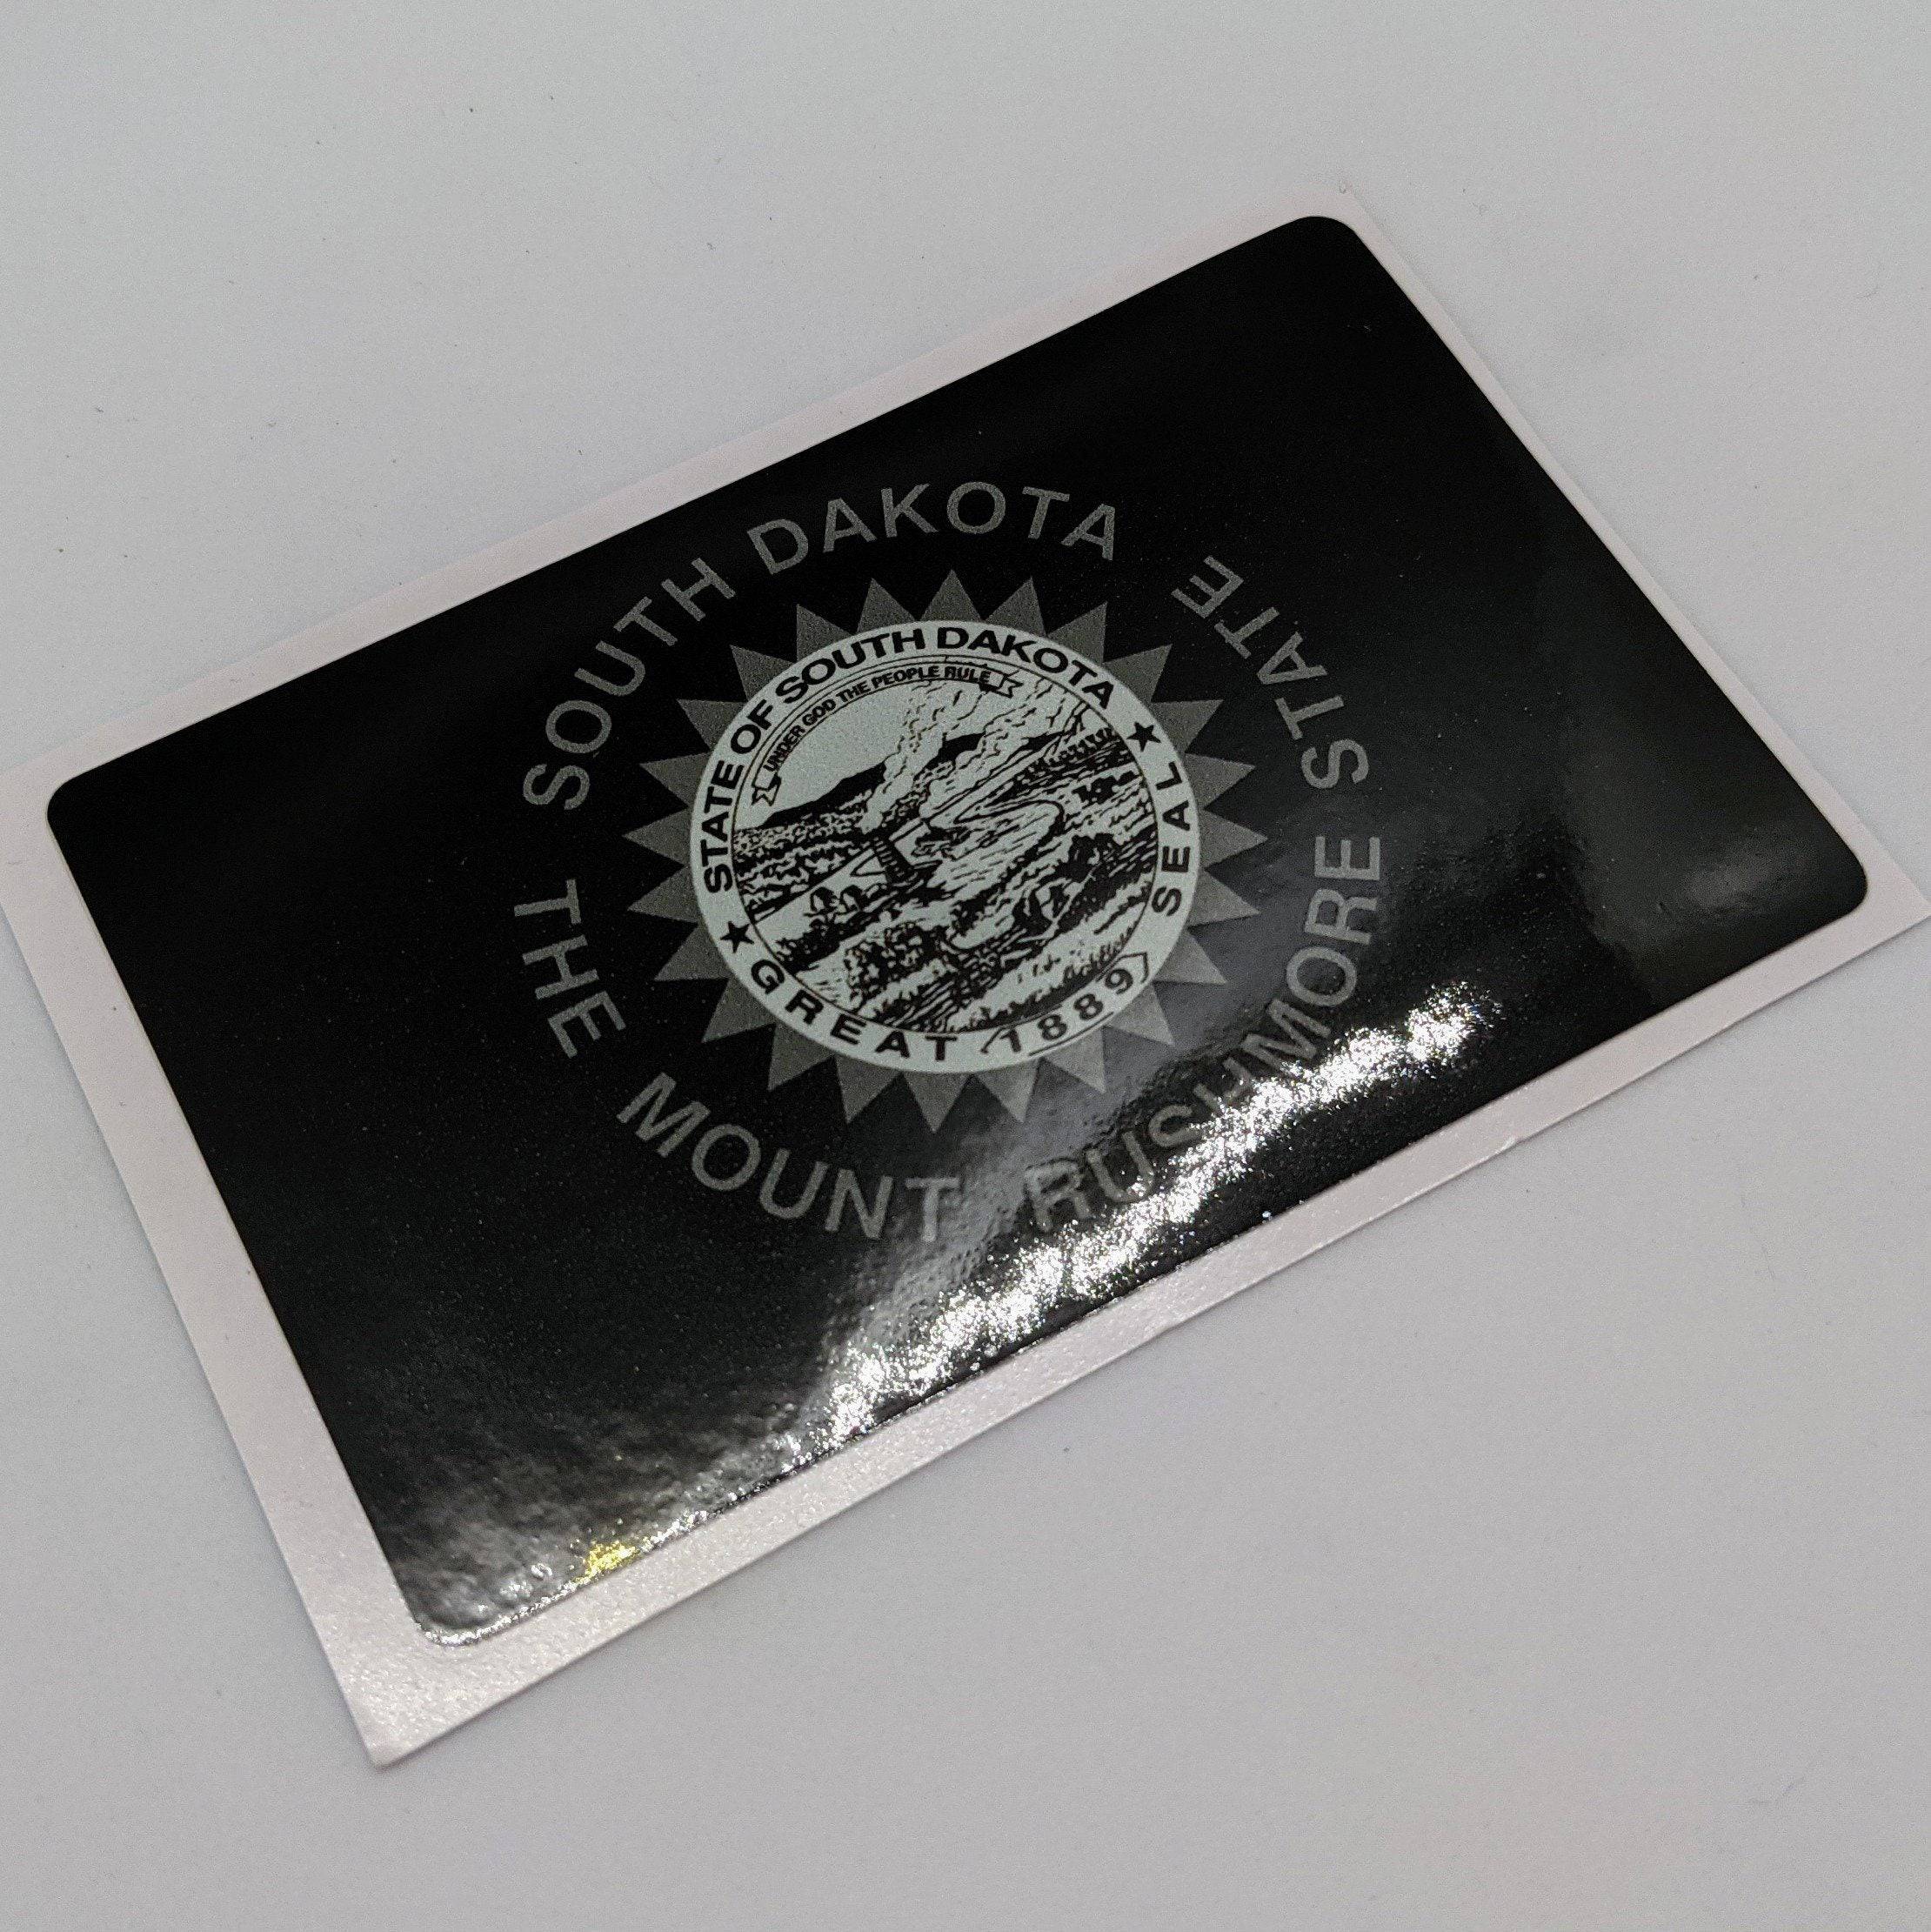 SOUTH DAKOTA
THE MOUNT RUSHMORE STATE
STATE OF SOUTH DAKOTA
UNDER GOD THE PEOPLE RULE
★ GREAT 1889 SEAL ★